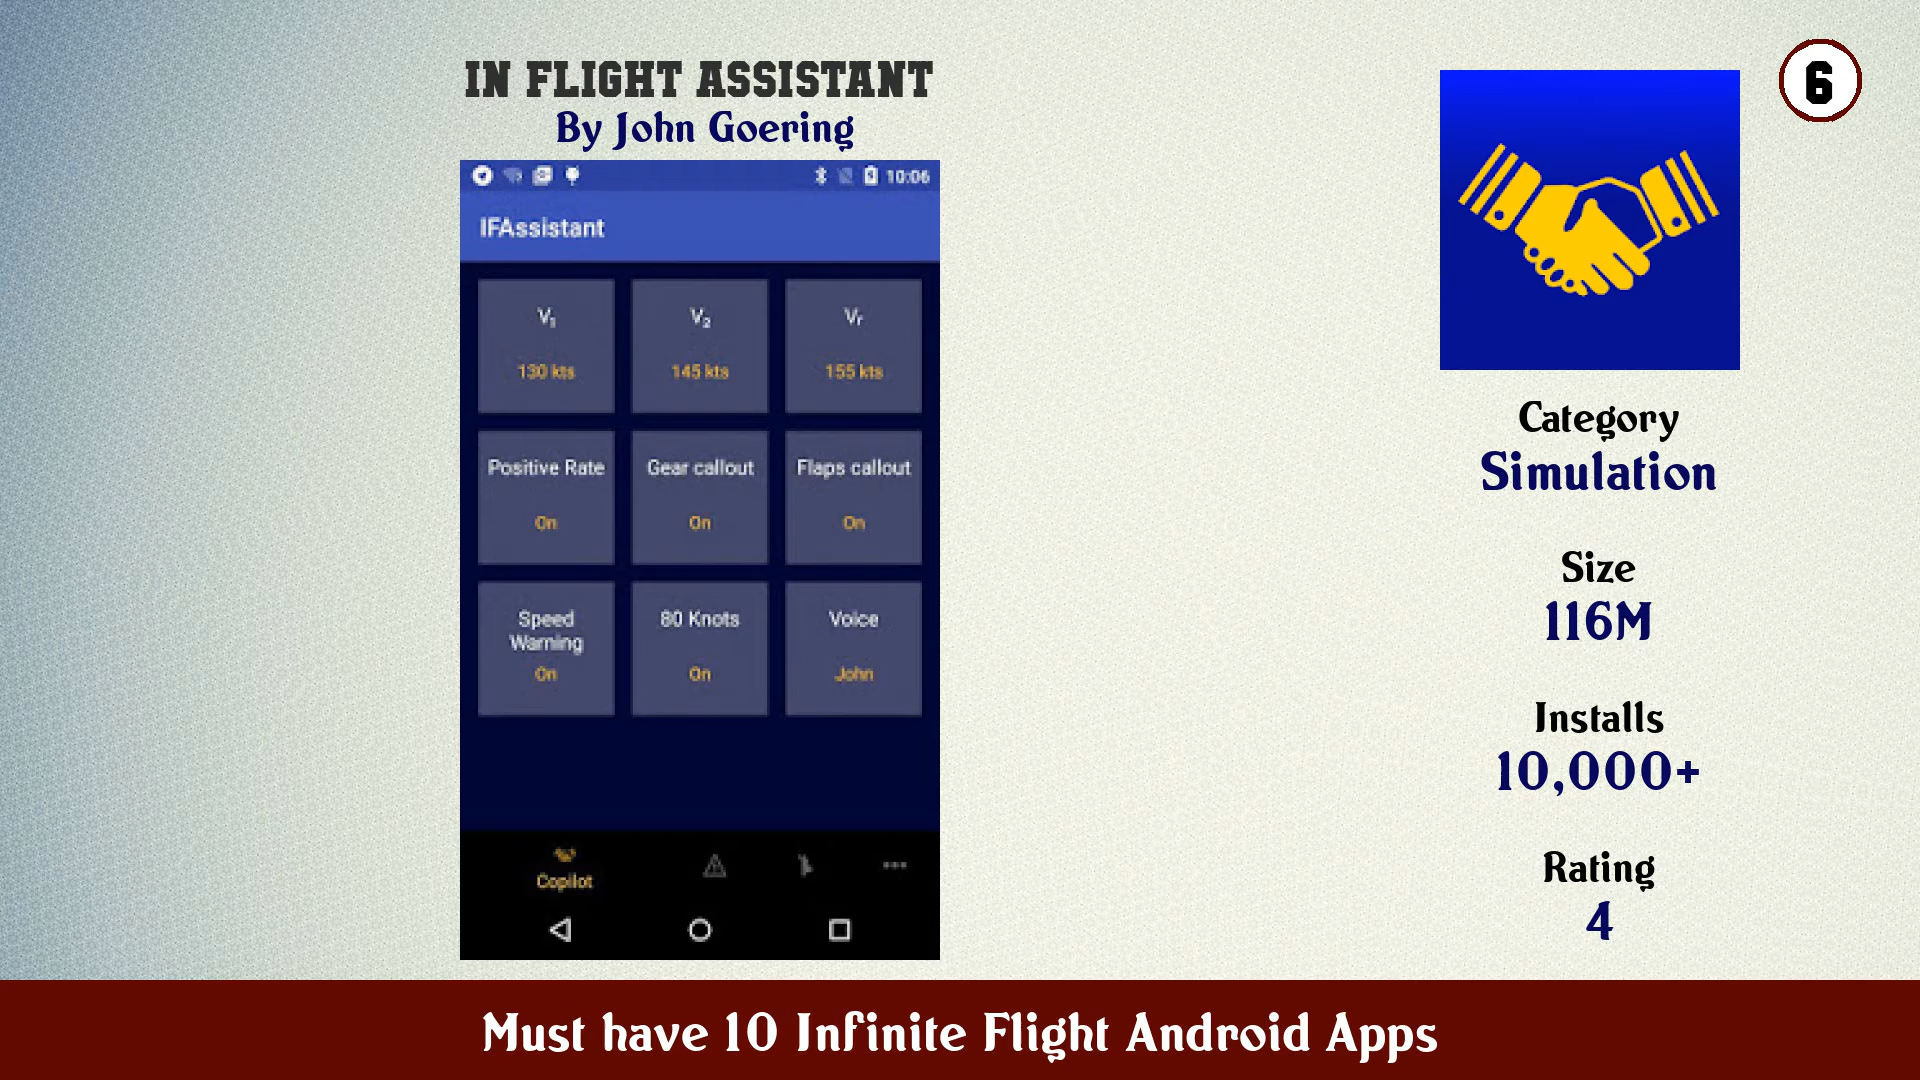 IN FLIGHT ASSISTANT
By John Goering
6
10:06
IFAssistant
V1 V2 Vr
130 kts 145 kts 155 kts
Positive Rate Gear callout Flaps callout
On On On
Speed Warning 80 Knots Voice
On On John
Copilot
Category
Simulation
Size
116M
Installs
10,000+
Rating
4
Must have 10 Infinite Flight Android Apps